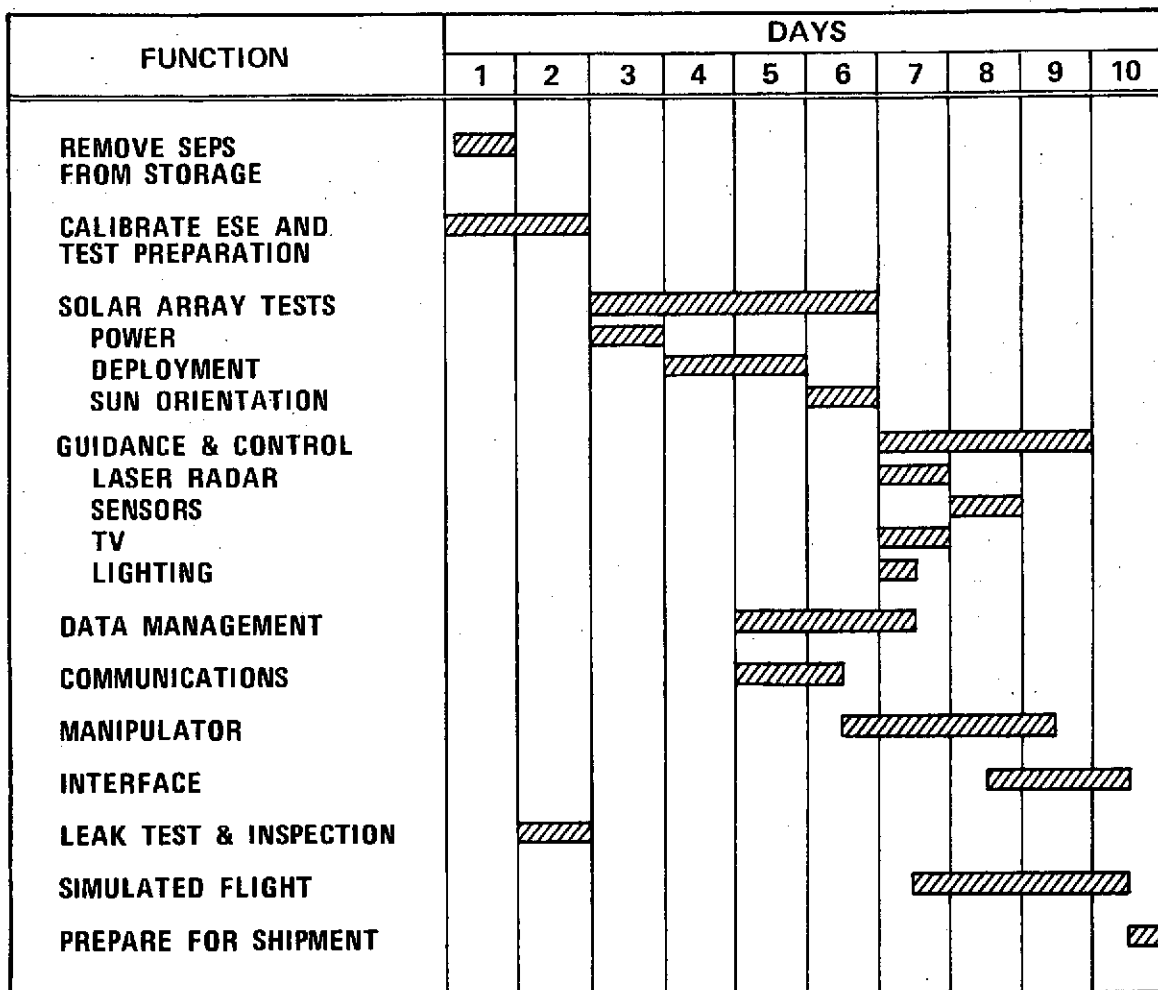 FUNCTION
DAYS
1 2 3 4 5 6 7 8 9 10
REMOVE SEPS
FROM STORAGE
CALIBRATE ESE AND
TEST PREPARATION
SOLAR ARRAY TESTS
POWER
DEPLOYMENT
SUN ORIENTATION
GUIDANCE & CONTROL
LASER RADAR
SENSORS
TV
LIGHTING
DATA MANAGEMENT
COMMUNICATIONS
MANIPULATOR
INTERFACE
LEAK TEST & INSPECTION
SIMULATED FLIGHT
PREPARE FOR SHIPMENT